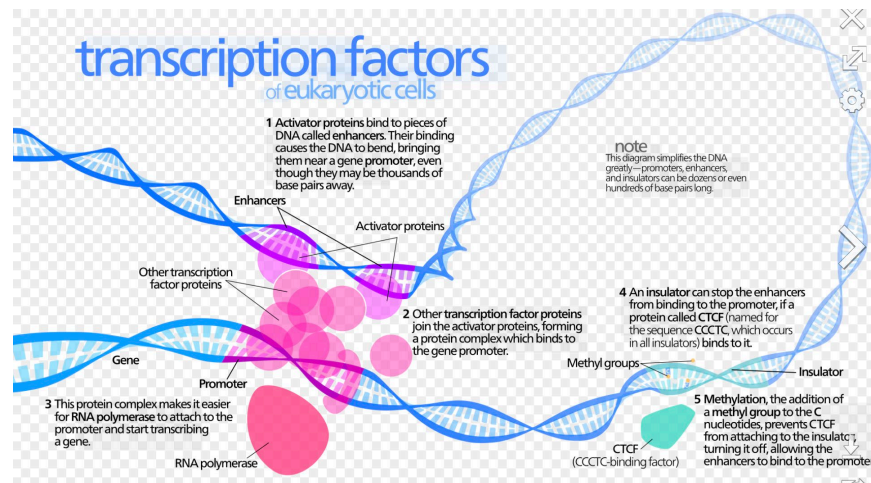 transcription factors
of eukaryotic cells
1 Activator proteins bind to pieces of
DNA called enhancers. Their binding
causes the DNA to bend, bringing
them near a gene promoter, even
though they may be thousands of
base pairs away.
note
This diagram simplifies the DNA
greatly—promoters, enhancers,
and insulators can be dozens or even
hundreds of base pairs long.
Enhancers
Activator proteins
Other transcription
factor proteins
2 Other transcription factor proteins
join the activator proteins, forming
a protein complex which binds to
the gene promoter.
4 An insulator can stop the enhancers
from binding to the promoter, if a
protein called CTCF (named for
the sequence CCCTC, which occurs
in all insulators) binds to it.
Gene
Promoter
Methyl groups
Insulator
3 This protein complex makes it easier
for RNA polymerase to attach to the
promoter and start transcribing
a gene.
RNA polymerase
CTCF
(CCCTC-binding factor)
5 Methylation, the addition of
a methyl group to the C
nucleotides, prevents CTCF
from attaching to the insulator,
turning it off, allowing the
enhancers to bind to the promote